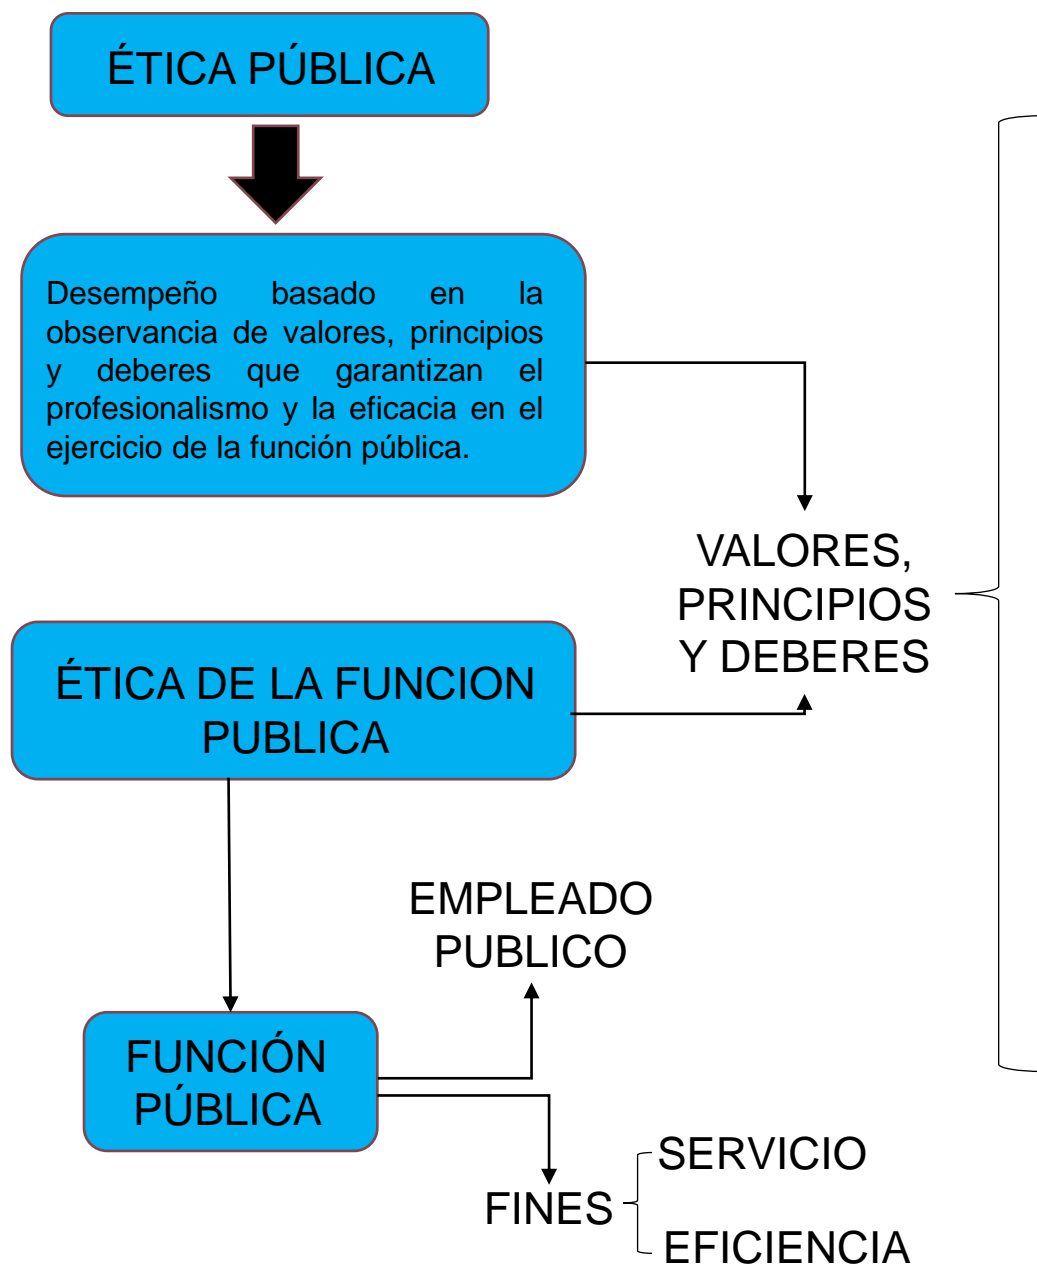 ÉTICA PÚBLICA
Desempeño basado en la
observancia de valores, principios
y deberes que garantizan el
profesionalismo y la eficacia en el
ejercicio de la función pública.
VALORES,
PRINCIPIOS
Y DEBERES
ÉTICA DE LA FUNCION
PUBLICA
EMPLEADO
PUBLICO
FUNCIÓN
PÚBLICA
FINES
SERVICIO
EFICIENCIA